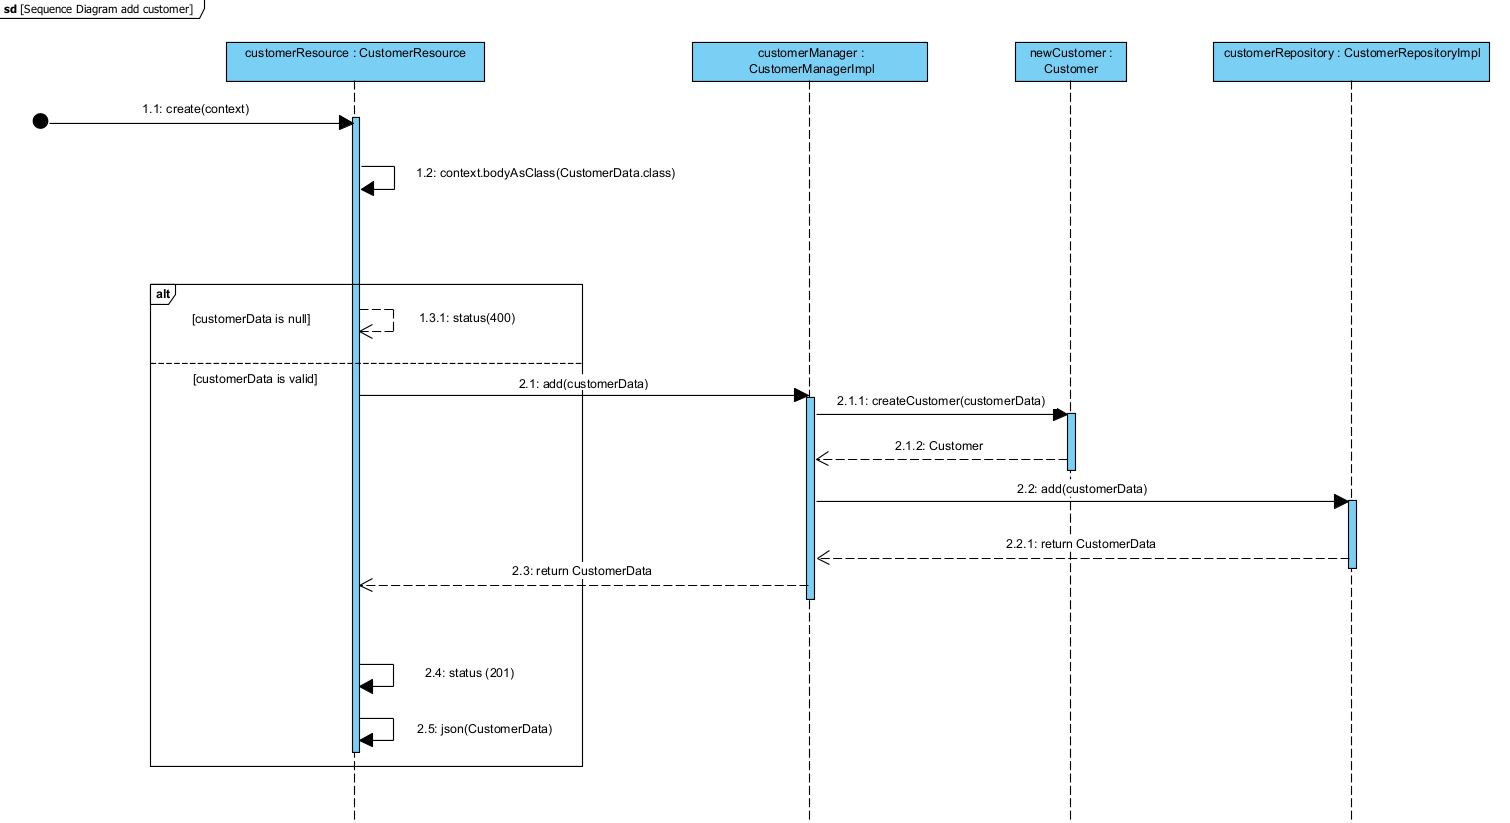 sd [Sequence Diagram add customer]
customerResource : CustomerResource
customerManager :
CustomerManagerImpl
newCustomer :
Customer
customerRepository : CustomerRepositoryImpl
1.1: create(context)
1.2: context.bodyAsClass(CustomerData.class)
alt
[customerData is null]
1.3.1: status(400)
[customerData is valid]
2.1: add(customerData)
2.1.1: createCustomer(customerData)
2.1.2: Customer
2.2: add(customerData)
2.2.1: return CustomerData
2.3: return CustomerData
2.4: status (201)
2.5: json(CustomerData)